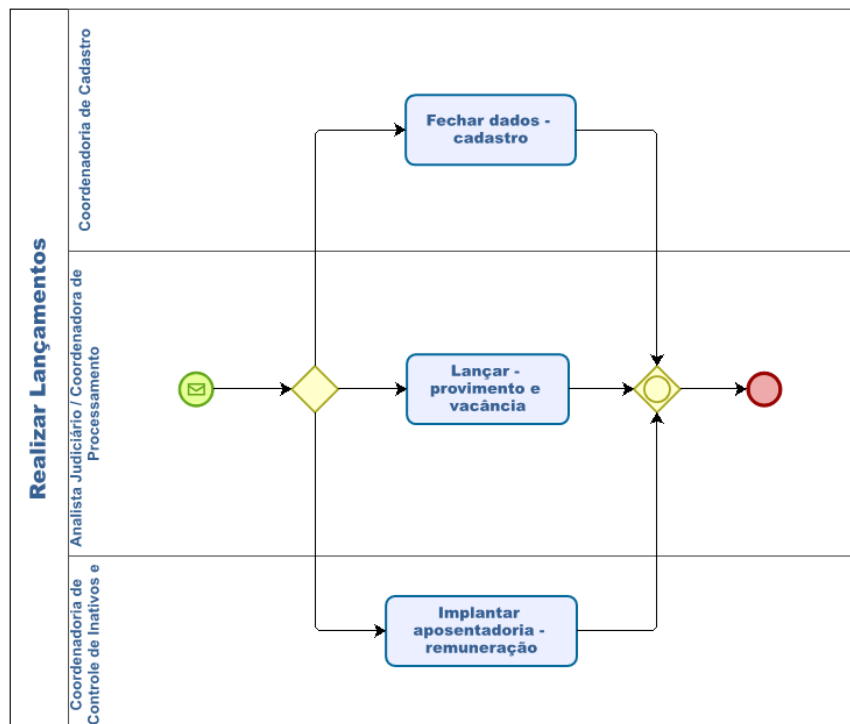 Realizar Lançamentos
Coordenadoria de Cadastro
Fechar dados -
cadastro
Analista Judiciário / Coordenadora de
Processamento
Lançar -
provimento e
vacância
Coordenadoria de
Controle de Inativos e
Implantar
aposentadoria -
remuneração